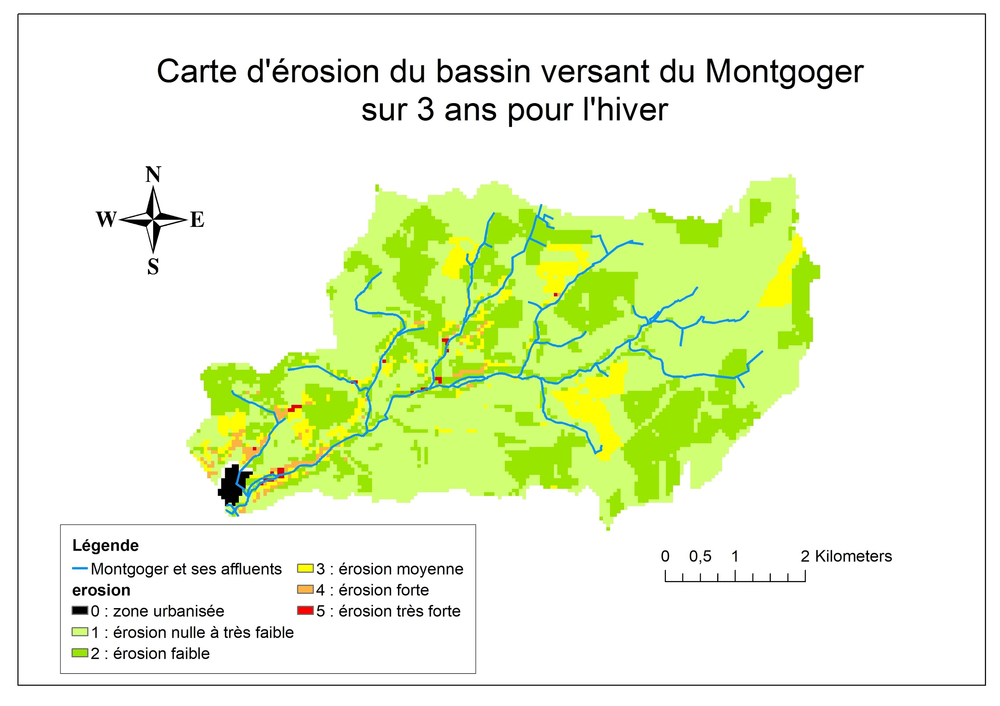 Carte d'érosion du bassin versant du Montgoger
sur 3 ans pour l'hiver
N
W E
S
Légende
Montgoger et ses affluents
erosion
0 : zone urbanisée
1 : érosion nulle à très faible
2 : érosion faible
3 : érosion moyenne
4 : érosion forte
5 : érosion très forte
0 0,5 1 2 Kilometers